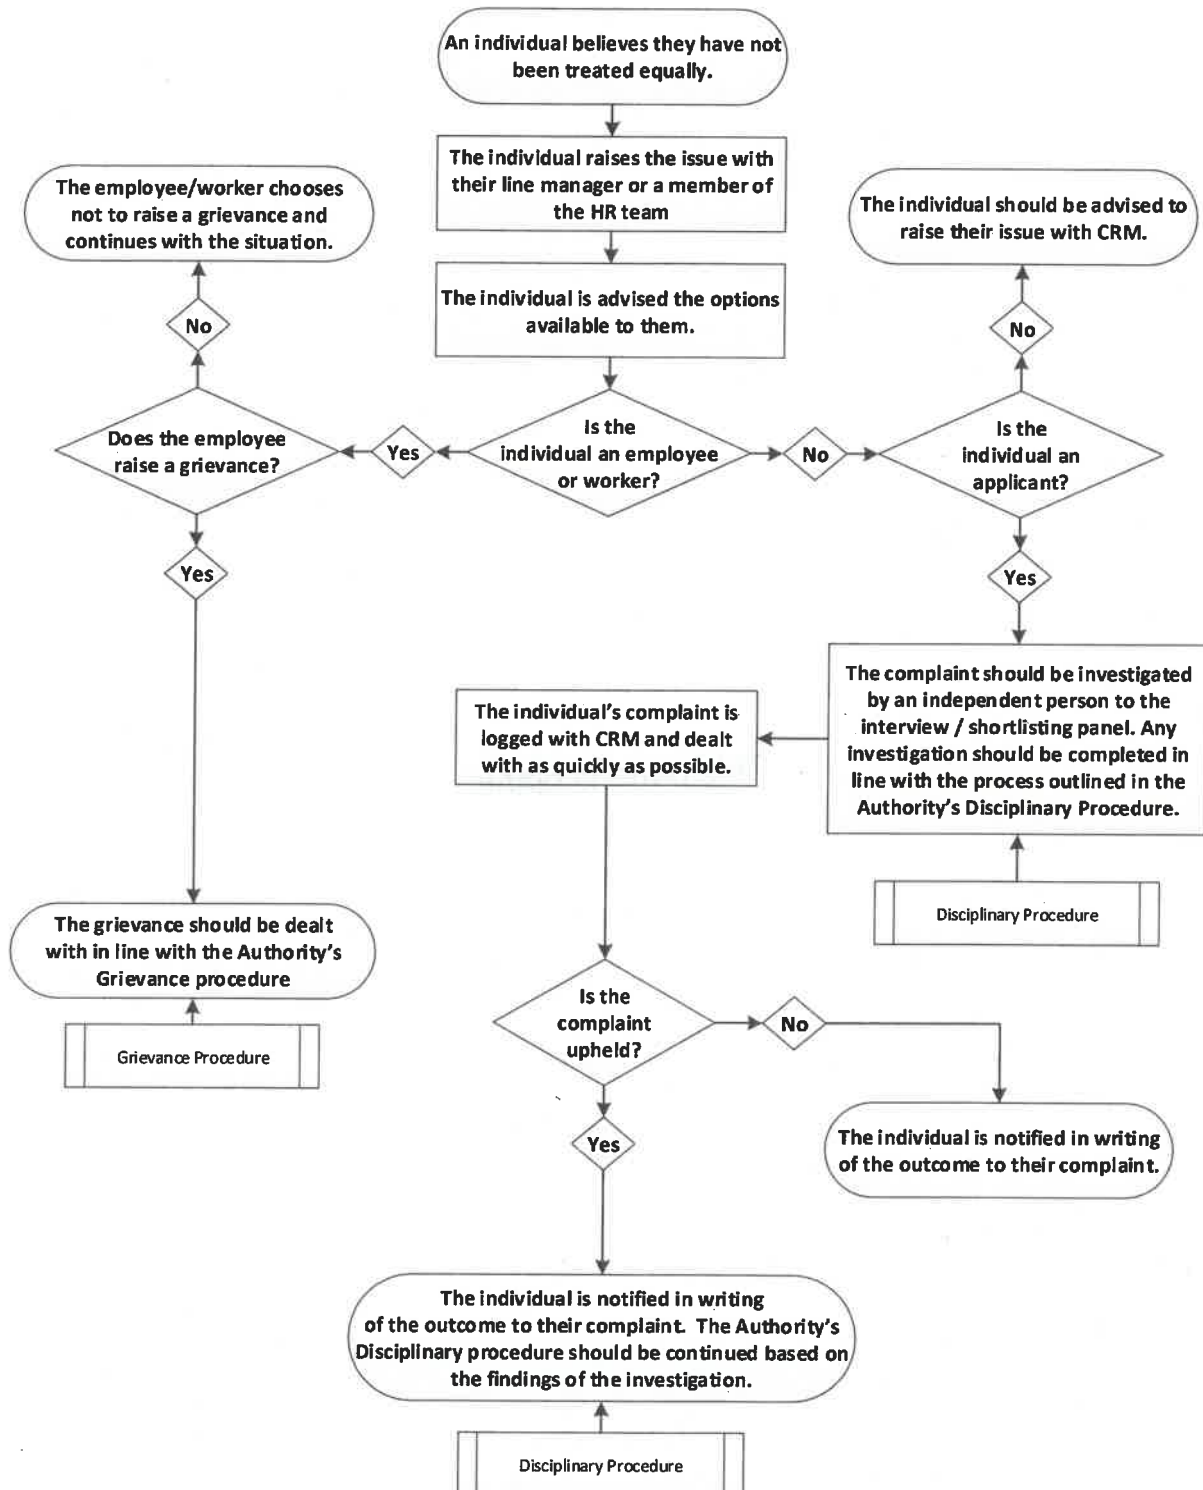 An individual believes they have not
been treated equally.
The individual raises the issue with
their line manager or a member of
the HR team
The employee/worker chooses
not to raise a grievance and
continues with the situation.
The individual should be advised to
raise their issue with CRM.
The individual is advised the options
available to them.
No
No
Does the employee
raise a grievance?
Yes
Is the
individual an employee
or worker?
No
Is the
individual an
applicant?
Yes
Yes
The complaint should be investigated
by an independent person to the
interview / shortlisting panel. Any
investigation should be completed in
line with the process outlined in the
Authority's Disciplinary Procedure.
The individual's complaint is
logged with CRM and dealt
with as quickly as possible.
Disciplinary Procedure
The grievance should be dealt
with in line with the Authority's
Grievance procedure
Grievance Procedure
Is the
complaint
upheld?
No
Yes
The individual is notified in writing
of the outcome to their complaint.
The individual is notified in writing
of the outcome to their complaint. The Authority's
Disciplinary procedure should be continued based on
the findings of the investigation.
Disciplinary Procedure